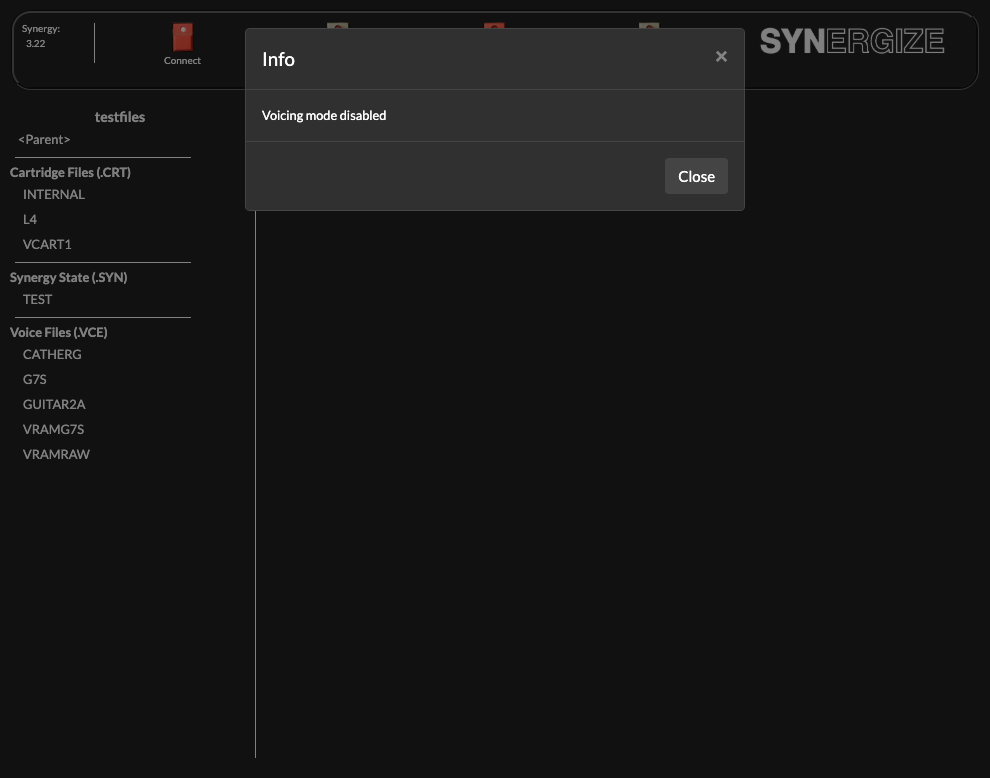 Synergy:
3.22
Connect
SYNERGIZE
Info
×
Voicing mode disabled
Close
testfiles
<Parent>
Cartridge Files (.CRT)
INTERNAL
L4
VCART1
Synergy State (.SYN)
TEST
Voice Files (.VCE)
CATHERG
G7S
GUITAR2A
VRAMG7S
VRAMRAW